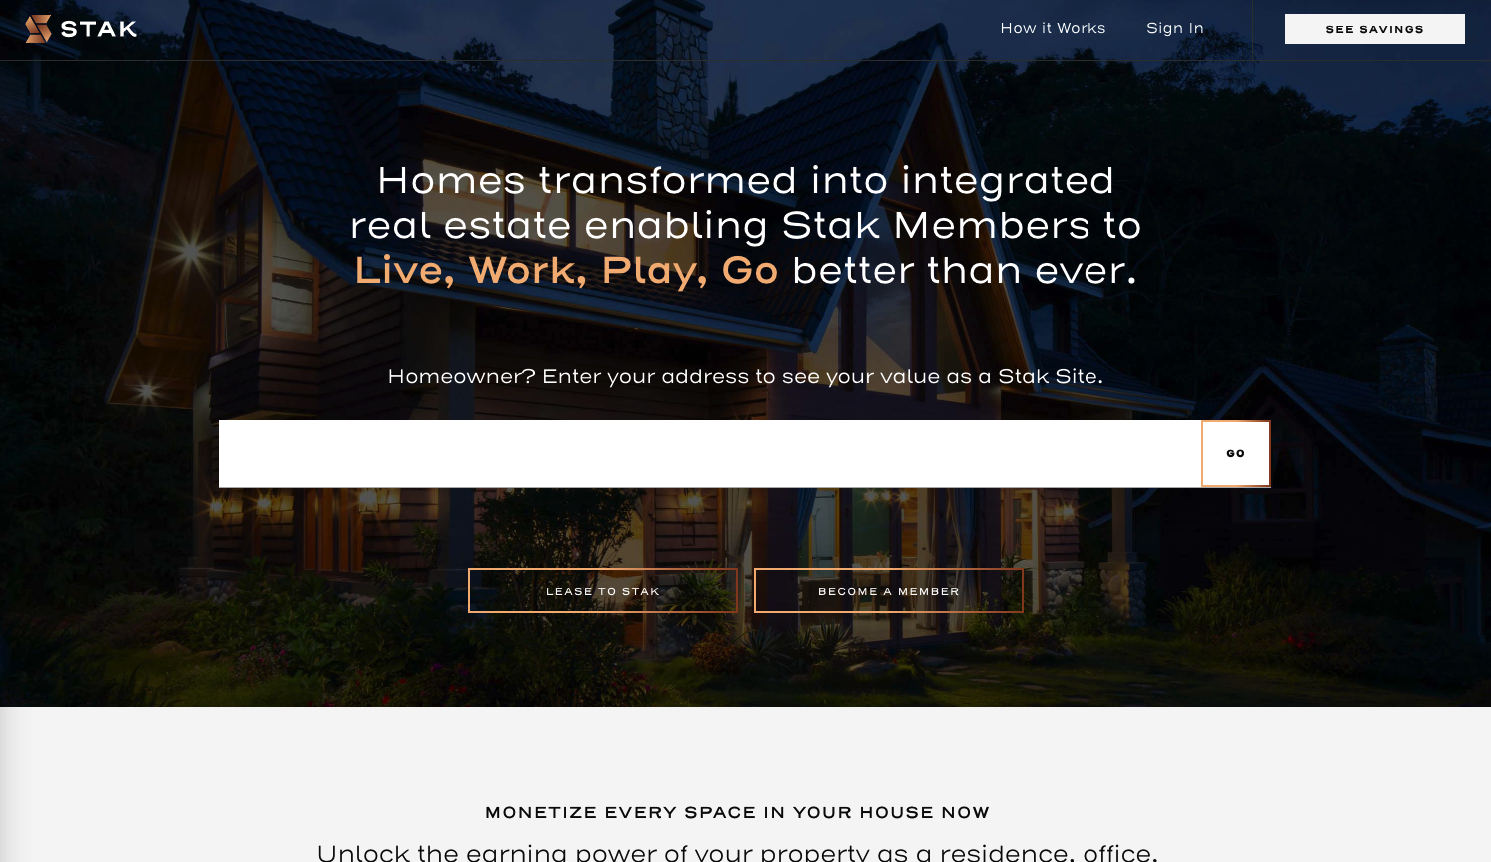 STAK
How it Works
Sign In
SEE SAVINGS
Homes transformed into integrated
real estate enabling Stak Members to
Live, Work, Play, Go better than ever.
Homeowner? Enter your address to see your value as a Stak Site.
GO
LEASE TO STAK
BECOME A MEMBER
MONETIZE EVERY SPACE IN YOUR HOUSE NOW
Unlock the earning power of your property as a residence, office,